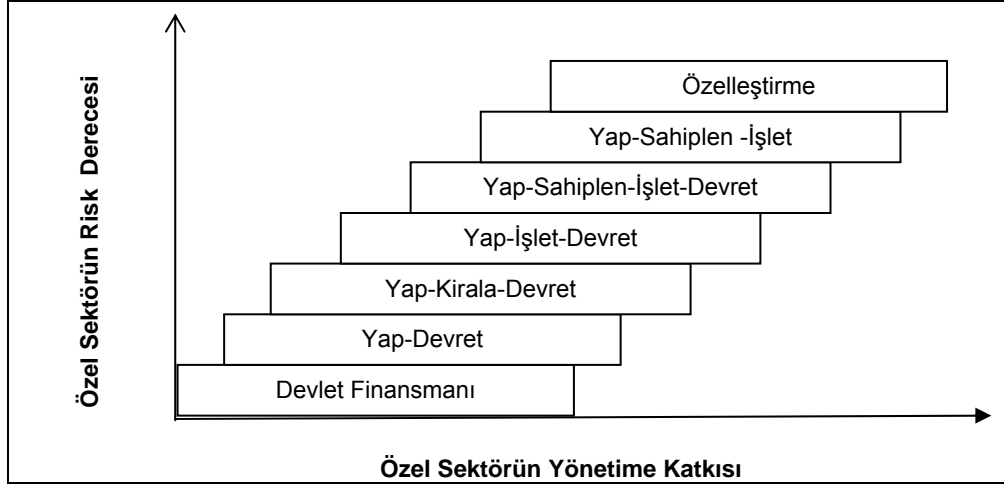 Özel Sektörün Risk Derecesi
Özelleştirme
Yap-Sahiplen -İşlet
Yap-Sahiplen-İşlet-Devret
Yap-İşlet-Devret
Yap-Kirala-Devret
Yap-Devret
Devlet Finansmanı
Özel Sektörün Yönetime Katkısı